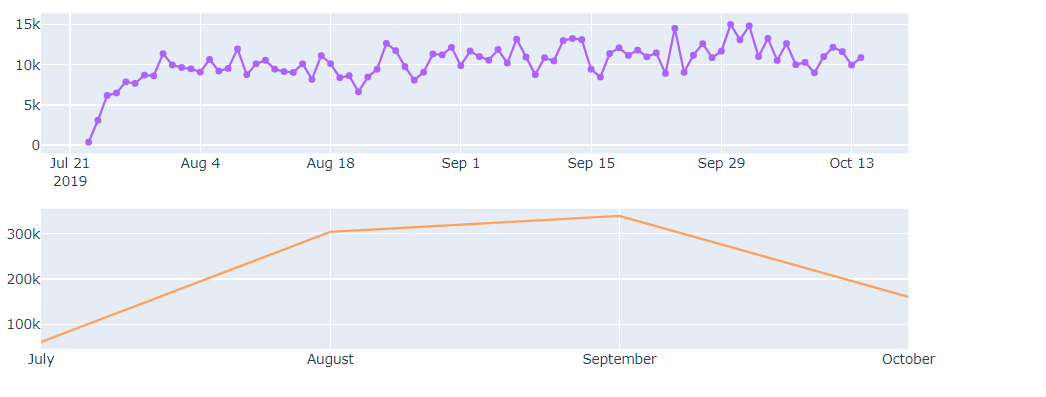 15k
10k
5k
0
Jul 21 Aug 4 Aug 18 Sep 1 Sep 15 Sep 29 Oct 13
2019
300k
200k
100k
July August September October